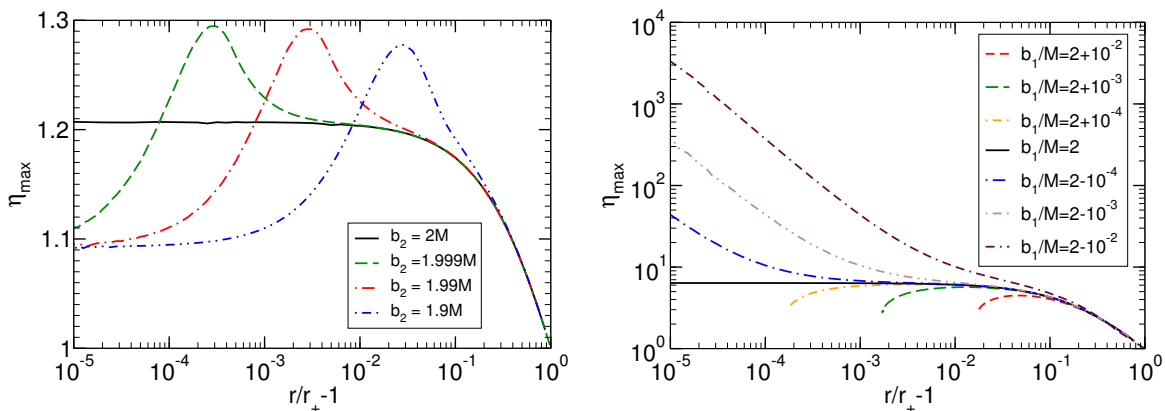 1.3
1.2
1.1
1
η_max
10^-5
10^-4
10^-3
10^-2
10^-1
10^0
r/r_+-1
b_2 = 2M
b_2 =1.999M
b_2 = 1.99M
b_2 = 1.9M
10^4
10^3
10^2
10^1
10^0
η_max
10^-5
10^-4
10^-3
10^-2
10^-1
10^0
r/r_+-1
b_1/M=2+10^-2
b_1/M=2+10^-3
b_1/M=2+10^-4
b_1/M=2
b_1/M=2-10^-4
b_1/M=2-10^-3
b_1/M=2-10^-2